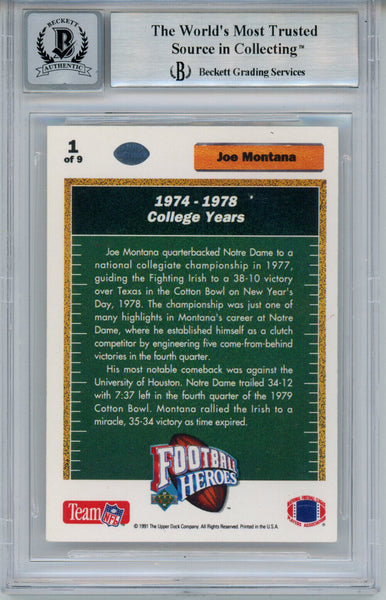 BECKETT
AUTHENTIC
The World's Most Trusted
Source in Collecting™
B Beckett Grading Services
1
of 9
Joe Montana
1974 - 1978
College Years
Joe Montana quarterbacked Notre Dame to a
national collegiate championship in 1977,
guiding the Fighting Irish to a 38-10 victory
over Texas in the Cotton Bowl on New Year's
Day, 1978. The championship was just one of
many highlights in Montana's career at Notre
Dame, where he established himself as a clutch
competitor by engineering five come-from-behind
victories in the fourth quarter.
His most notable comeback was against the
University of Houston. Notre Dame trailed 34-12
with 7:37 left in the fourth quarter of the 1979
Cotton Bowl. Montana rallied the Irish to a
miracle, 35-34 victory as time expired.
FOOTBALL
HEROES
Team NFL
© 1991 The Upper Deck Company. All Rights Reserved. Printed in the U.S.A.